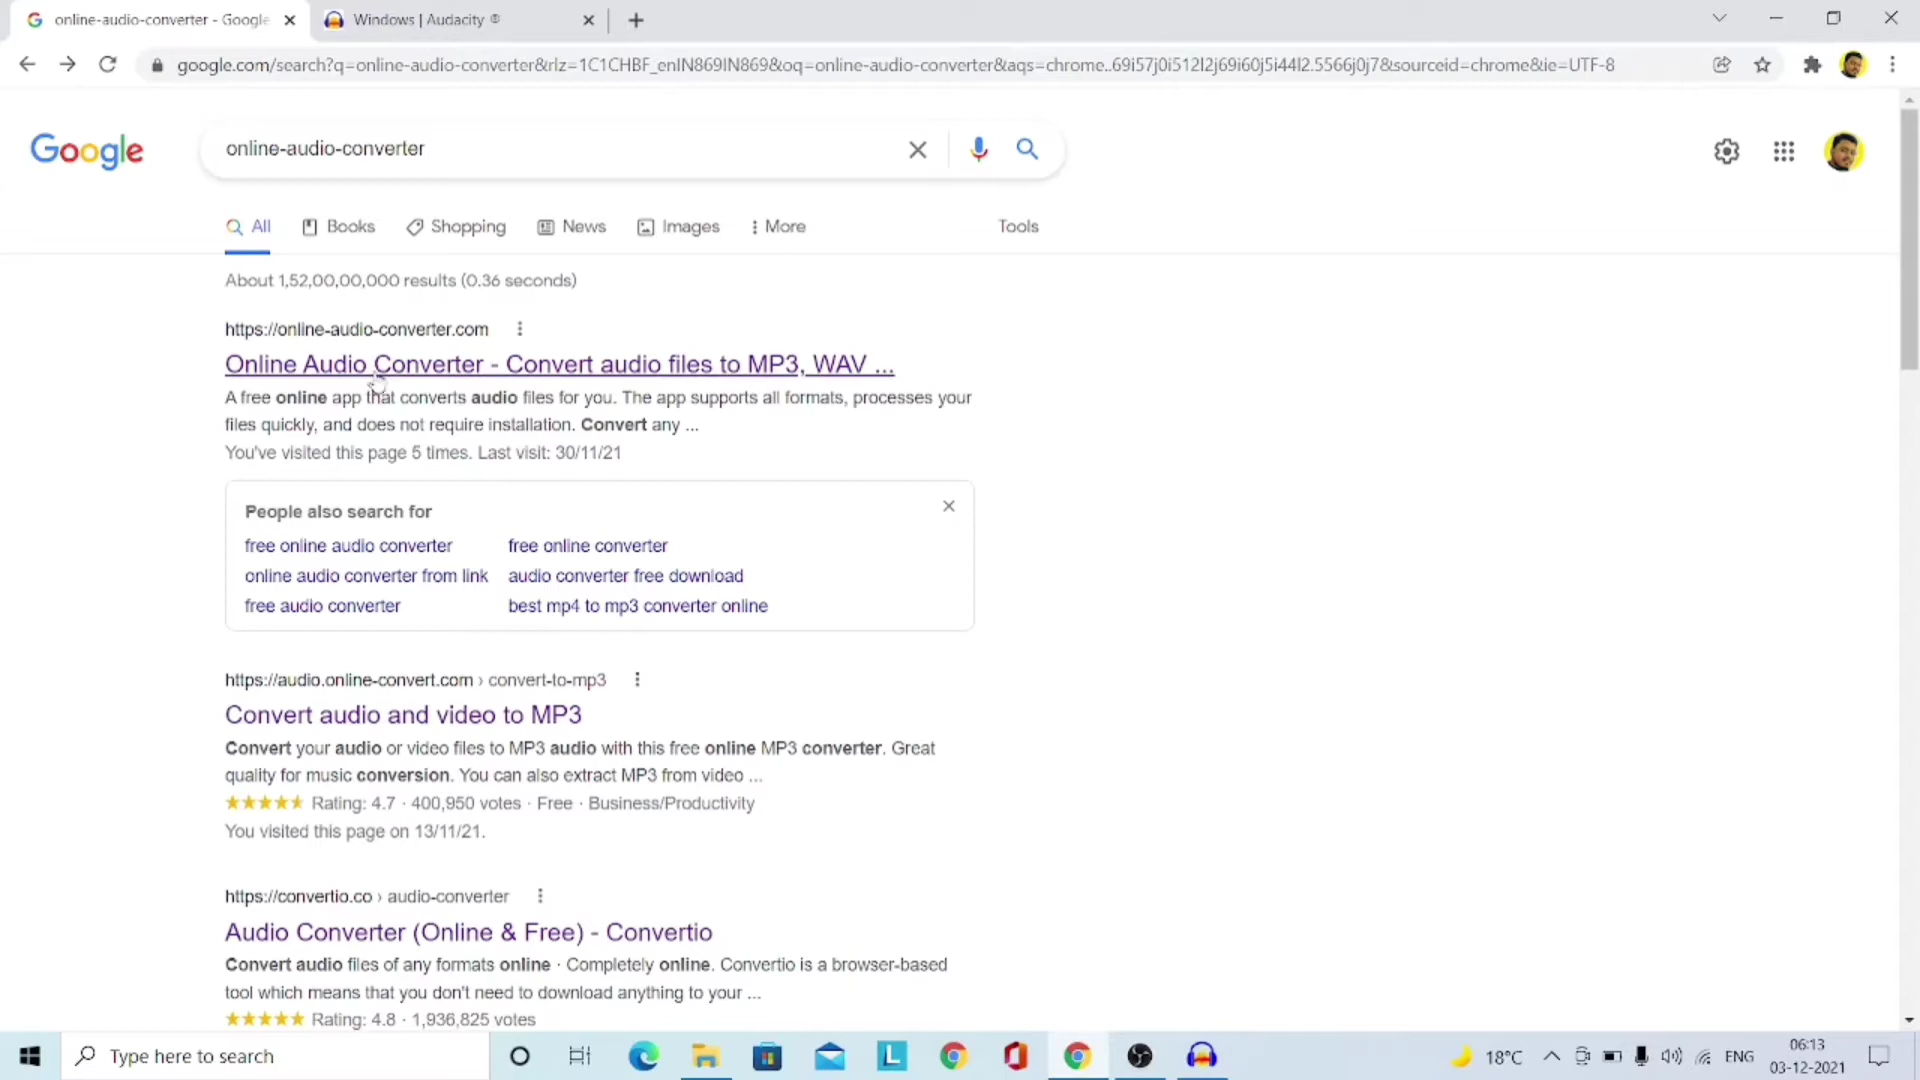 online-audio-converter - Google
Windows | Audacity ®
google.com/search?q=online-audio-converter&rlz=1C1CHBF_enIN869IN869&oq=online-audio-converter&aqs=chrome..69i57j0i512l2j69i60j5i44l2.5566j0j7&sourceid=chrome&ie=UTF-8
Google
online-audio-converter
All Books Shopping News Images More Tools
About 1,52,00,00,000 results (0.36 seconds)
https://online-audio-converter.com
Online Audio Converter - Convert audio files to MP3, WAV ...
A free online app that converts audio files for you. The app supports all formats, processes your
files quickly, and does not require installation. Convert any ...
You've visited this page 5 times. Last visit: 30/11/21
People also search for
free online audio converter free online converter
online audio converter from link audio converter free download
free audio converter best mp4 to mp3 converter online
https://audio.online-convert.com › convert-to-mp3
Convert audio and video to MP3
Convert your audio or video files to MP3 audio with this free online MP3 converter. Great
quality for music conversion. You can also extract MP3 from video ...
Rating: 4.7 · 400,950 votes · Free · Business/Productivity
You visited this page on 13/11/21.
https://convertio.co › audio-converter
Audio Converter (Online & Free) - Convertio
Convert audio files of any formats online · Completely online. Convertio is a browser-based
tool which means that you don't need to download anything to your ...
Rating: 4.8 · 1,936,825 votes
Type here to search
L
18°C
ENG
06:13
03-12-2021